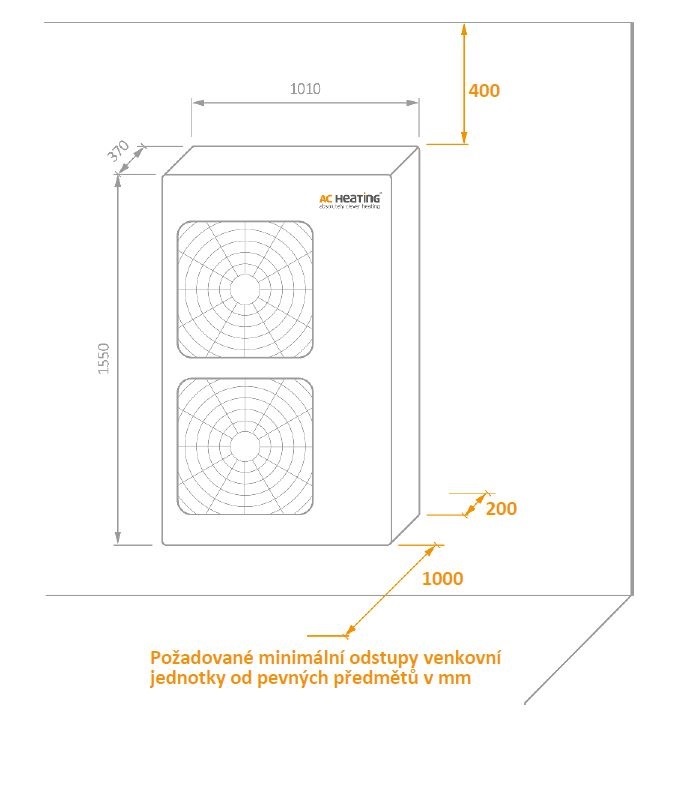 1010
400
370
AC HEATING
absolutely clever heating
1550
200
1000
Požadované minimální odstupy venkovní
jednotky od pevných předmětů v mm